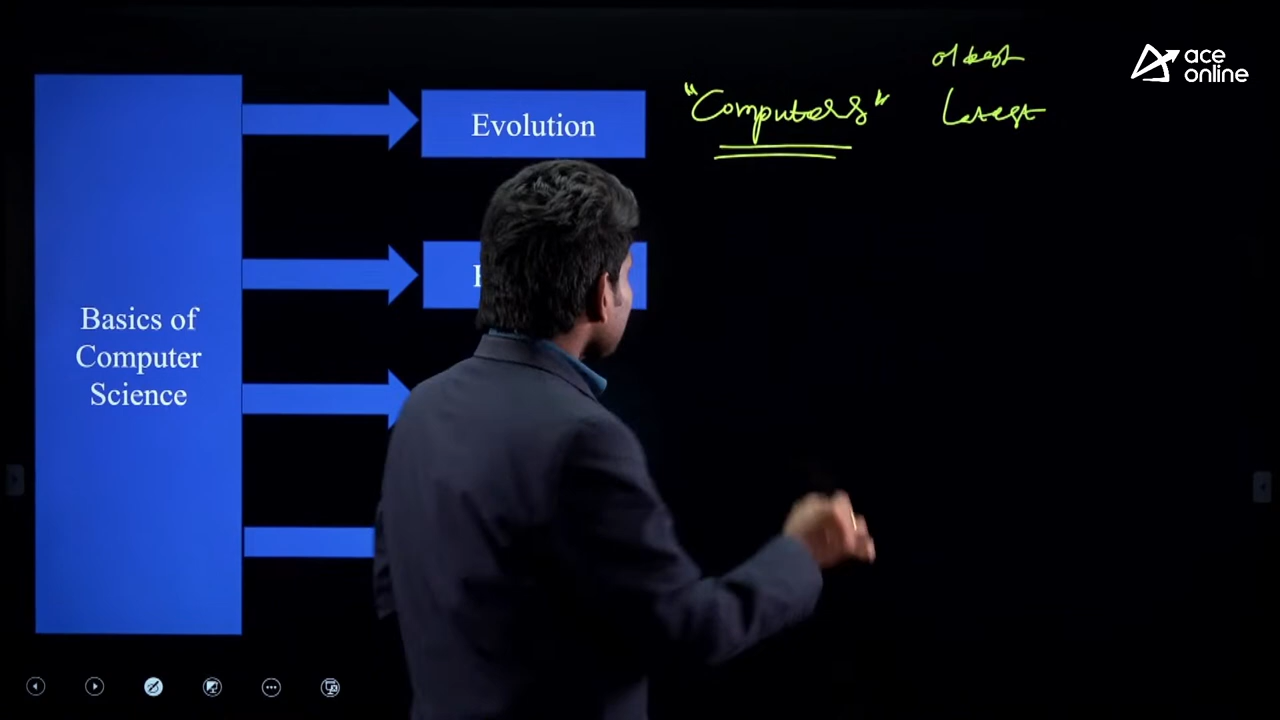 oldest
ace
online
Evolution
"Computers"
Latest
Basics of
Computer
Science